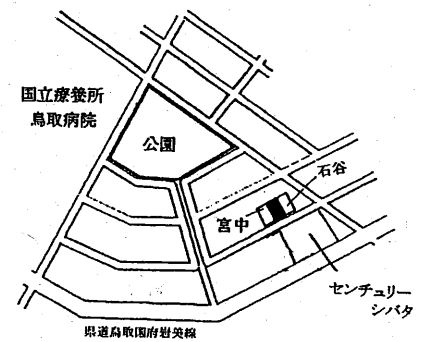 国立療養所
鳥取病院
公園
石谷
宮中
センチュリー
シバタ
県道鳥取国府岩美線